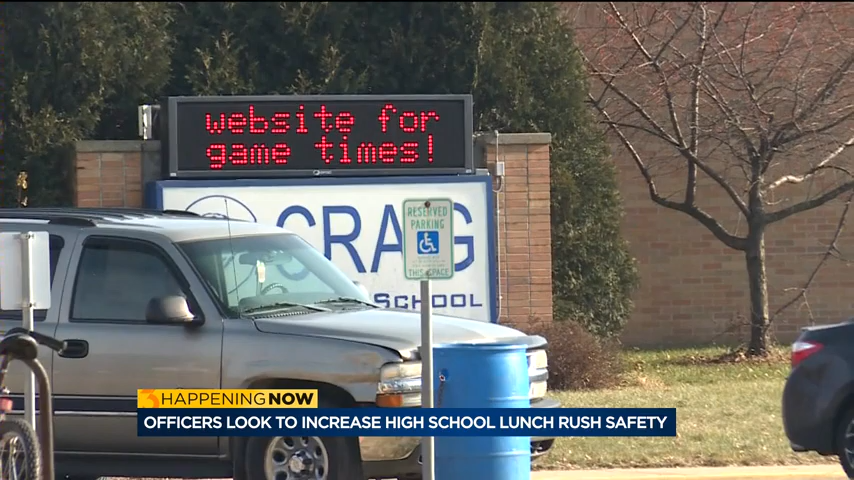 website for
game times!
CRAIG
SCHOOL
RESERVED
PARKING
THIS SPACE
3 HAPPENING NOW
OFFICERS LOOK TO INCREASE HIGH SCHOOL LUNCH RUSH SAFETY